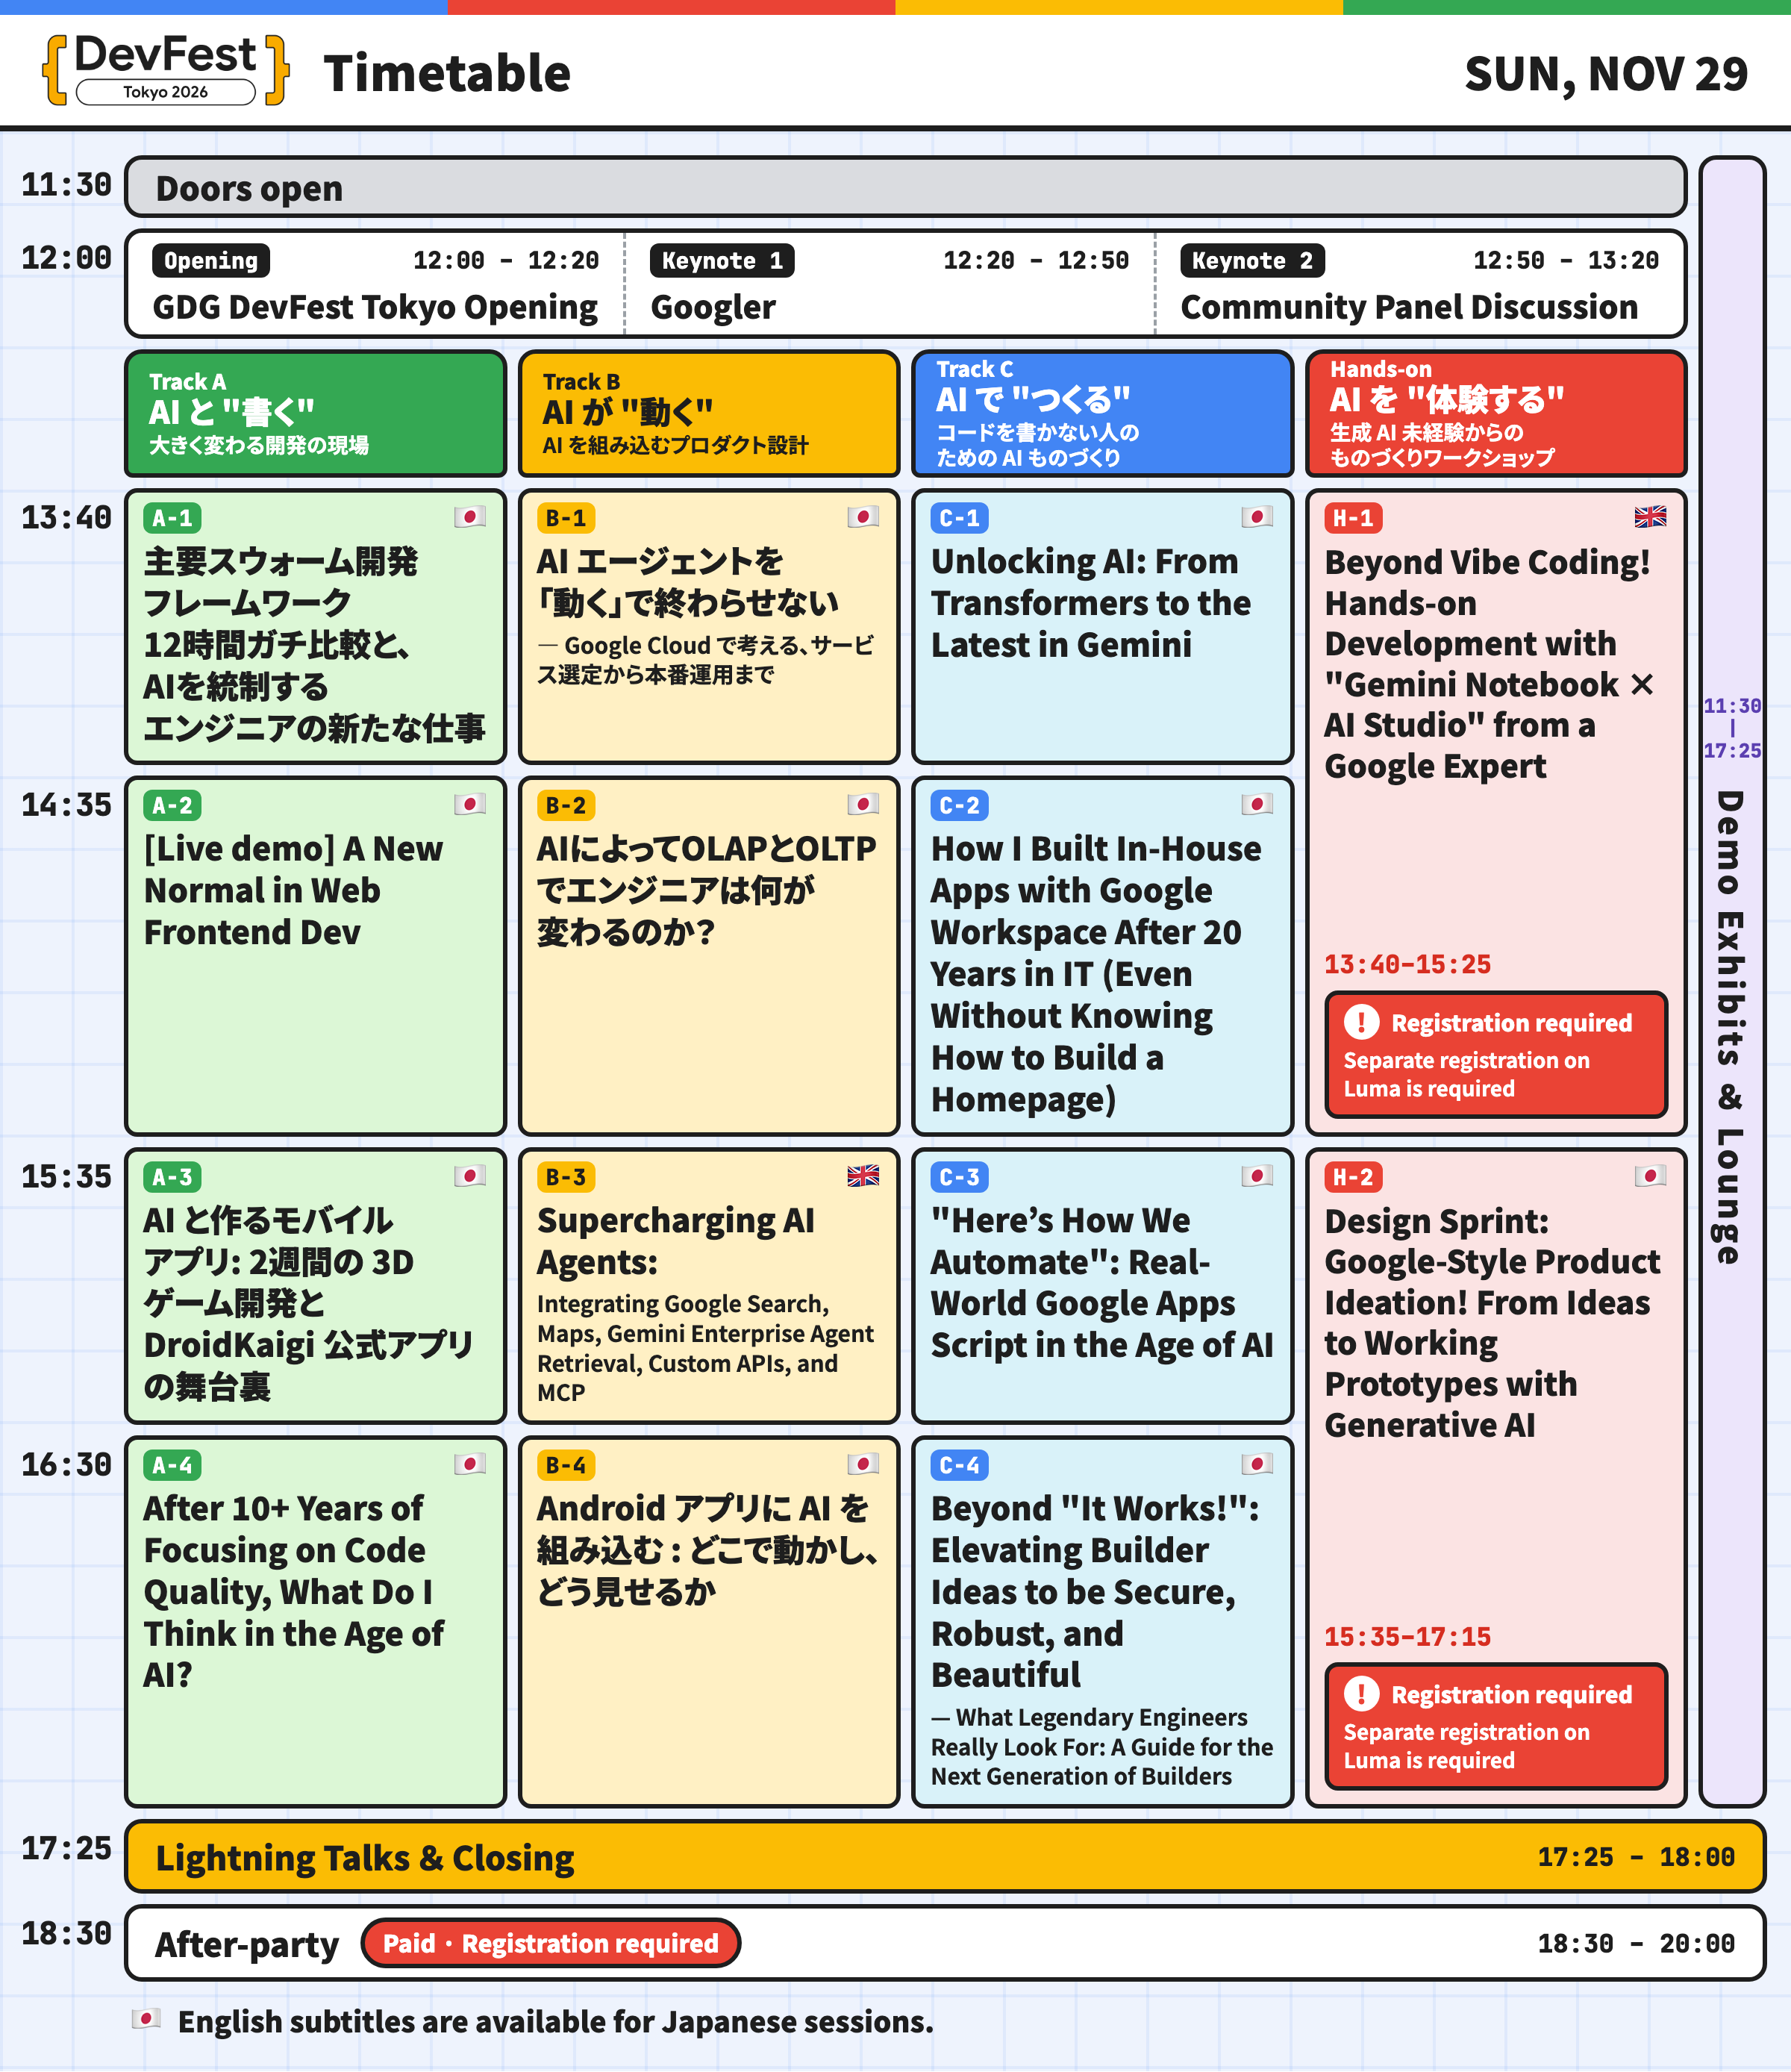 DevFest
Tokyo 2026
Timetable
SUN, NOV 29
11:30
Doors open
12:00
Opening
12:00 – 12:20
GDG DevFest Tokyo Opening
Keynote 1
12:20 – 12:50
Googler
Keynote 2
12:50 – 13:20
Community Panel Discussion
Track A
AI と "書く"
大きく変わる開発の現場
Track B
AI が "動く"
AI を組み込むプロダクト設計
Track C
AI で "つくる"
コードを書かない人の
ための AI ものづくり
Hands-on
AI を "体験する"
生成 AI 未経験からの
ものづくりワークショップ
13:40
A-1
主要スウォーム開発
フレームワーク
12時間ガチ比較と、
AIを統制する
エンジニアの新たな仕事
B-1
AI エージェントを
「動く」で終わらせない
— Google Cloud で考える、サービ
ス選定から本番運用まで
C-1
Unlocking AI: From
Transformers to the
Latest in Gemini
H-1
Beyond Vibe Coding!
Hands-on
Development with
"Gemini Notebook ×
AI Studio" from a
Google Expert
13:40–15:25
! Registration required
Separate registration on
Luma is required
14:35
A-2
[Live demo] A New
Normal in Web
Frontend Dev
B-2
AIによってOLAPとOLTP
でエンジニアは何が
変わるのか？
C-2
How I Built In-House
Apps with Google
Workspace After 20
Years in IT (Even
Without Knowing
How to Build a
Homepage)
15:35
A-3
AI と作るモバイル
アプリ: 2週間の 3D
ゲーム開発と
DroidKaigi 公式アプリ
の舞台裏
B-3
Supercharging AI
Agents:
Integrating Google Search,
Maps, Gemini Enterprise Agent
Retrieval, Custom APIs, and
MCP
C-3
"Here’s How We
Automate": Real-
World Google Apps
Script in the Age of AI
H-2
Design Sprint:
Google-Style Product
Ideation! From Ideas
to Working
Prototypes with
Generative AI
15:35–17:15
! Registration required
Separate registration on
Luma is required
16:30
A-4
After 10+ Years of
Focusing on Code
Quality, What Do I
Think in the Age of
AI?
B-4
Android アプリに AI を
組み込む : どこで動かし、
どう見せるか
C-4
Beyond "It Works!":
Elevating Builder
Ideas to be Secure,
Robust, and
Beautiful
— What Legendary Engineers
Really Look For: A Guide for the
Next Generation of Builders
11:30
|
17:25
Demo Exhibits & Lounge
17:25
Lightning Talks & Closing
17:25 – 18:00
18:30
After-party
Paid・Registration required
18:30 – 20:00
English subtitles are available for Japanese sessions.